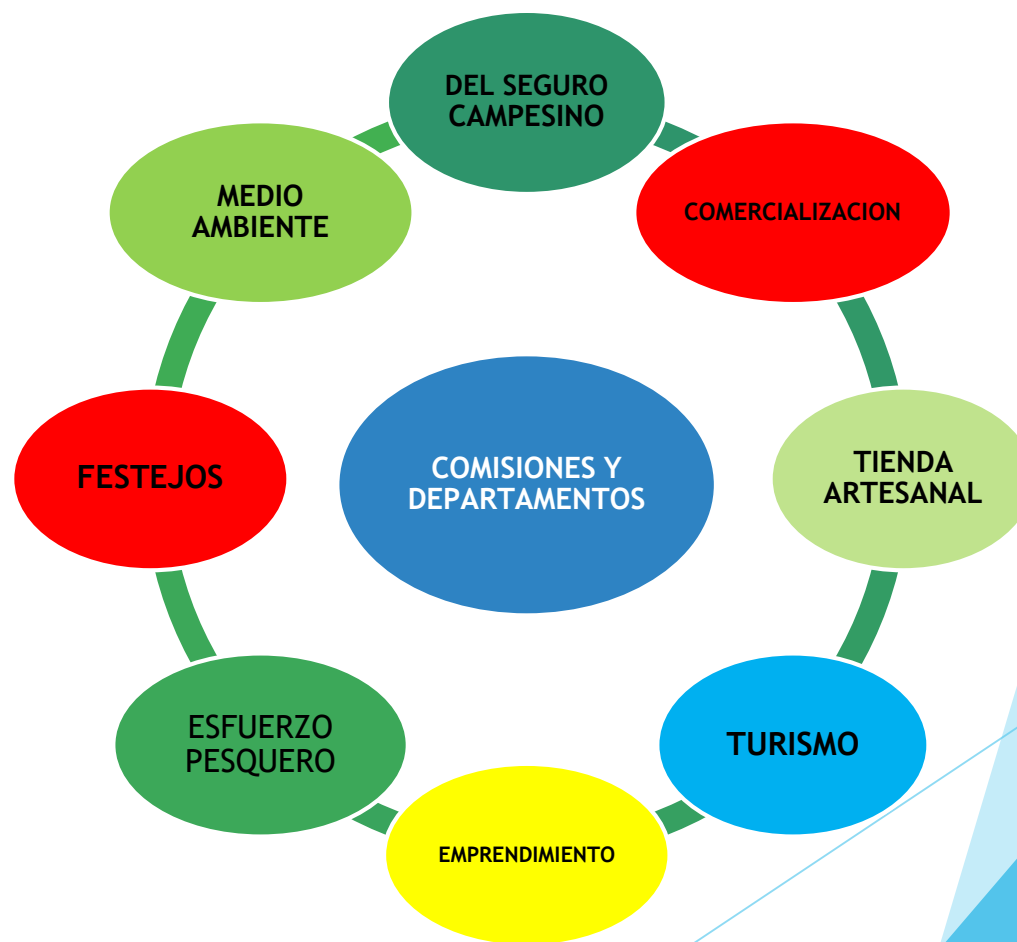 DEL SEGURO
CAMPESINO
COMERCIALIZACION
TIENDA
ARTESANAL
TURISMO
EMPRENDIMIENTO
ESFUERZO
PESQUERO
FESTEJOS
MEDIO
AMBIENTE
COMISIONES Y
DEPARTAMENTOS